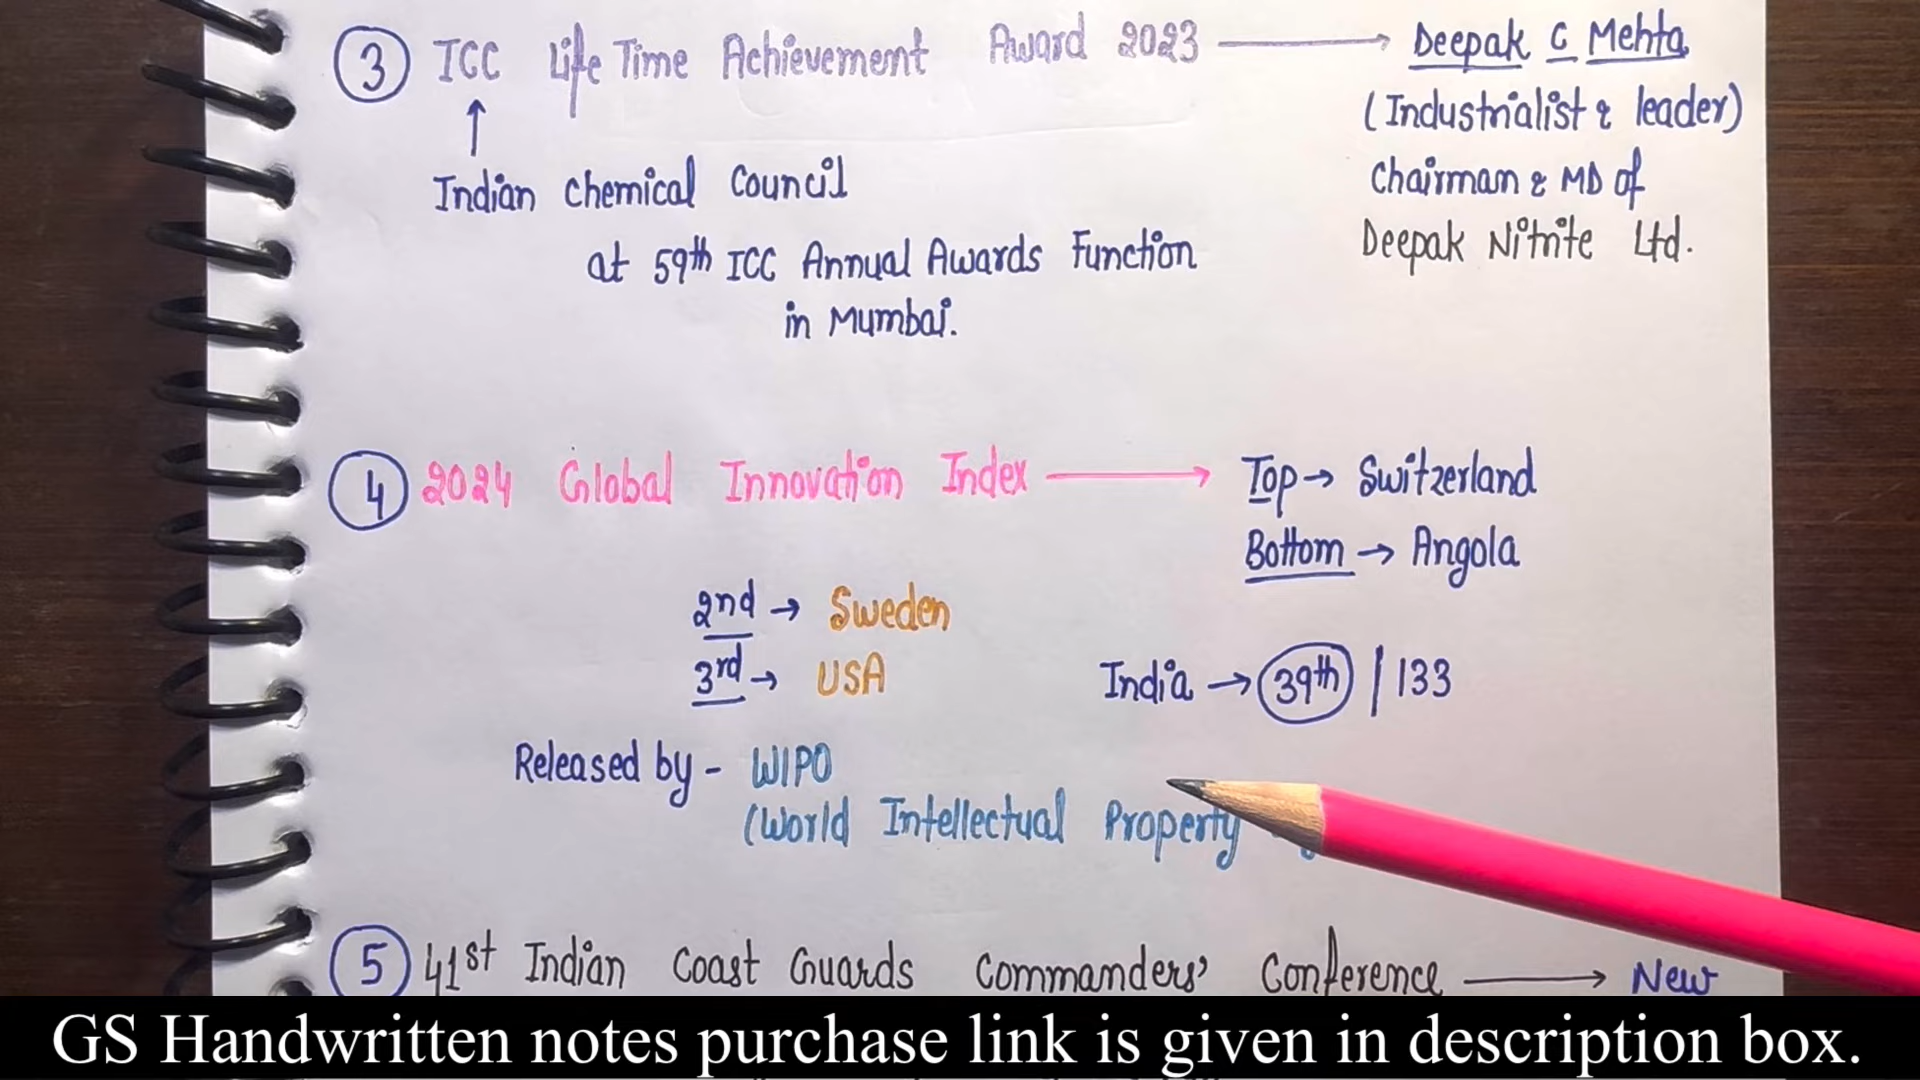 3 ICC Life Time Achievement Award 2023 → Deepak C Mehta
(Industrialist & leader)
Chairman & MD of
Deepak Nitrite Ltd.
↑
Indian Chemical Council
at 59th ICC Annual Awards Function
in Mumbai.
4 2024 Global Innovation Index → Top → Switzerland
Bottom → Angola
2nd → Sweden
3rd → USA
India → 39th / 133
Released by - WIPO
(World Intellectual Property
5 41st Indian Coast Guards Commanders' Conference → New
GS Handwritten notes purchase link is given in description box.